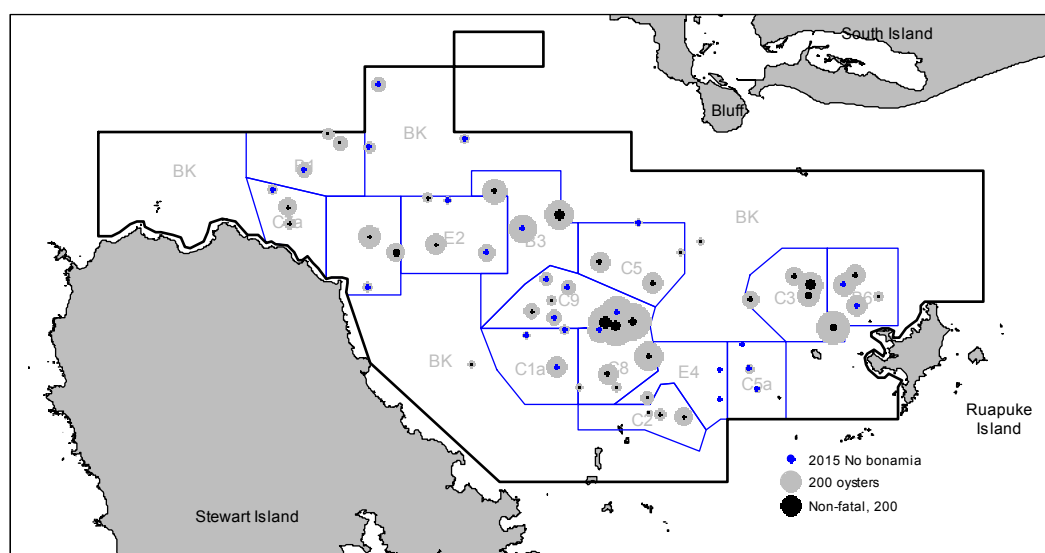 South Island
Bluff
BK
BK
B1
BK
E2
B3
C5
C3
C9
BK
C1a
C8
E4
C5a
C2
Ruapuke
Island
2015 No bonamia
200 oysters
Non-fatal, 200
Stewart Island